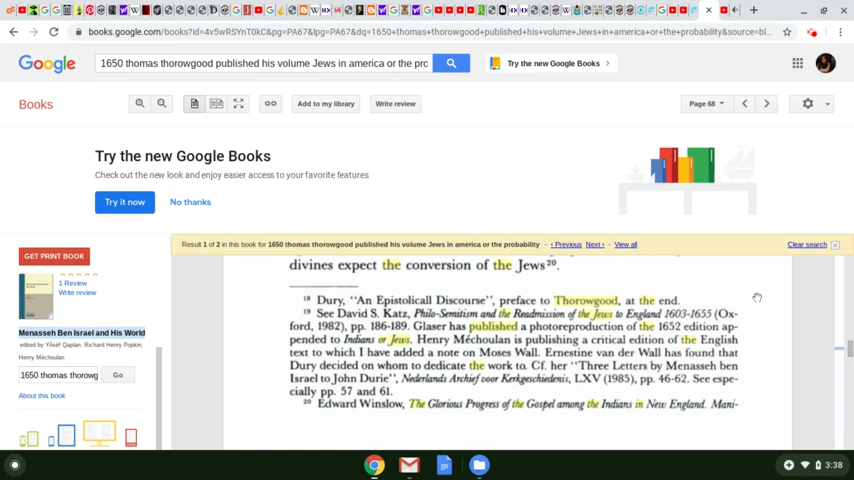 books.google.com/books?id=4v5wRSYnT0kC&pg=PA67&lpg=PA67&dq=1650+thomas+thorowgood+published+his+volume+Jews+in+america+or+the+probability&source=bl...
Google
1650 thomas thorowgood published his volume Jews in america or the pro
Try the new Google Books
Books
Add to my library
Write review
Page 68
Try the new Google Books
Check out the new look and enjoy easier access to your favorite features
Try it now
No thanks
Result 1 of 2 in this book for 1650 thomas thorowgood published his volume Jews in america or the probability - ‹ Previous Next › - View all
Clear search
GET PRINT BOOK
1 Review
Write review
Menasseh Ben Israel and His World
edited by Yôsēf Qaplan, Richard Henry Popkin,
Henry Méchoulan
1650 thomas thorowg
Go
About this book
divines expect the conversion of the Jews20.
18 Dury, "An Epistolicall Discourse", preface to Thorowgood, at the end.
19 See David S. Katz, Philo-Semitism and the Readmission of the Jews to England 1603-1655 (Ox-
ford, 1982), pp. 186-189. Glaser has published a photoreproduction of the 1652 edition ap-
pended to Indians or Jews. Henry Méchoulan is publishing a critical edition of the English
text to which I have added a note on Moses Wall. Ernestine van der Wall has found that
Dury decided on whom to dedicate the work to. Cf. her "Three Letters by Menasseh ben
Israel to John Durie", Nederlands Archief voor Kerkgeschiedenis, LXV (1985), pp. 46-62. See espe-
cially pp. 57 and 61.
20 Edward Winslow, The Glorious Progress of the Gospel among the Indians in New England. Mani-
3:38